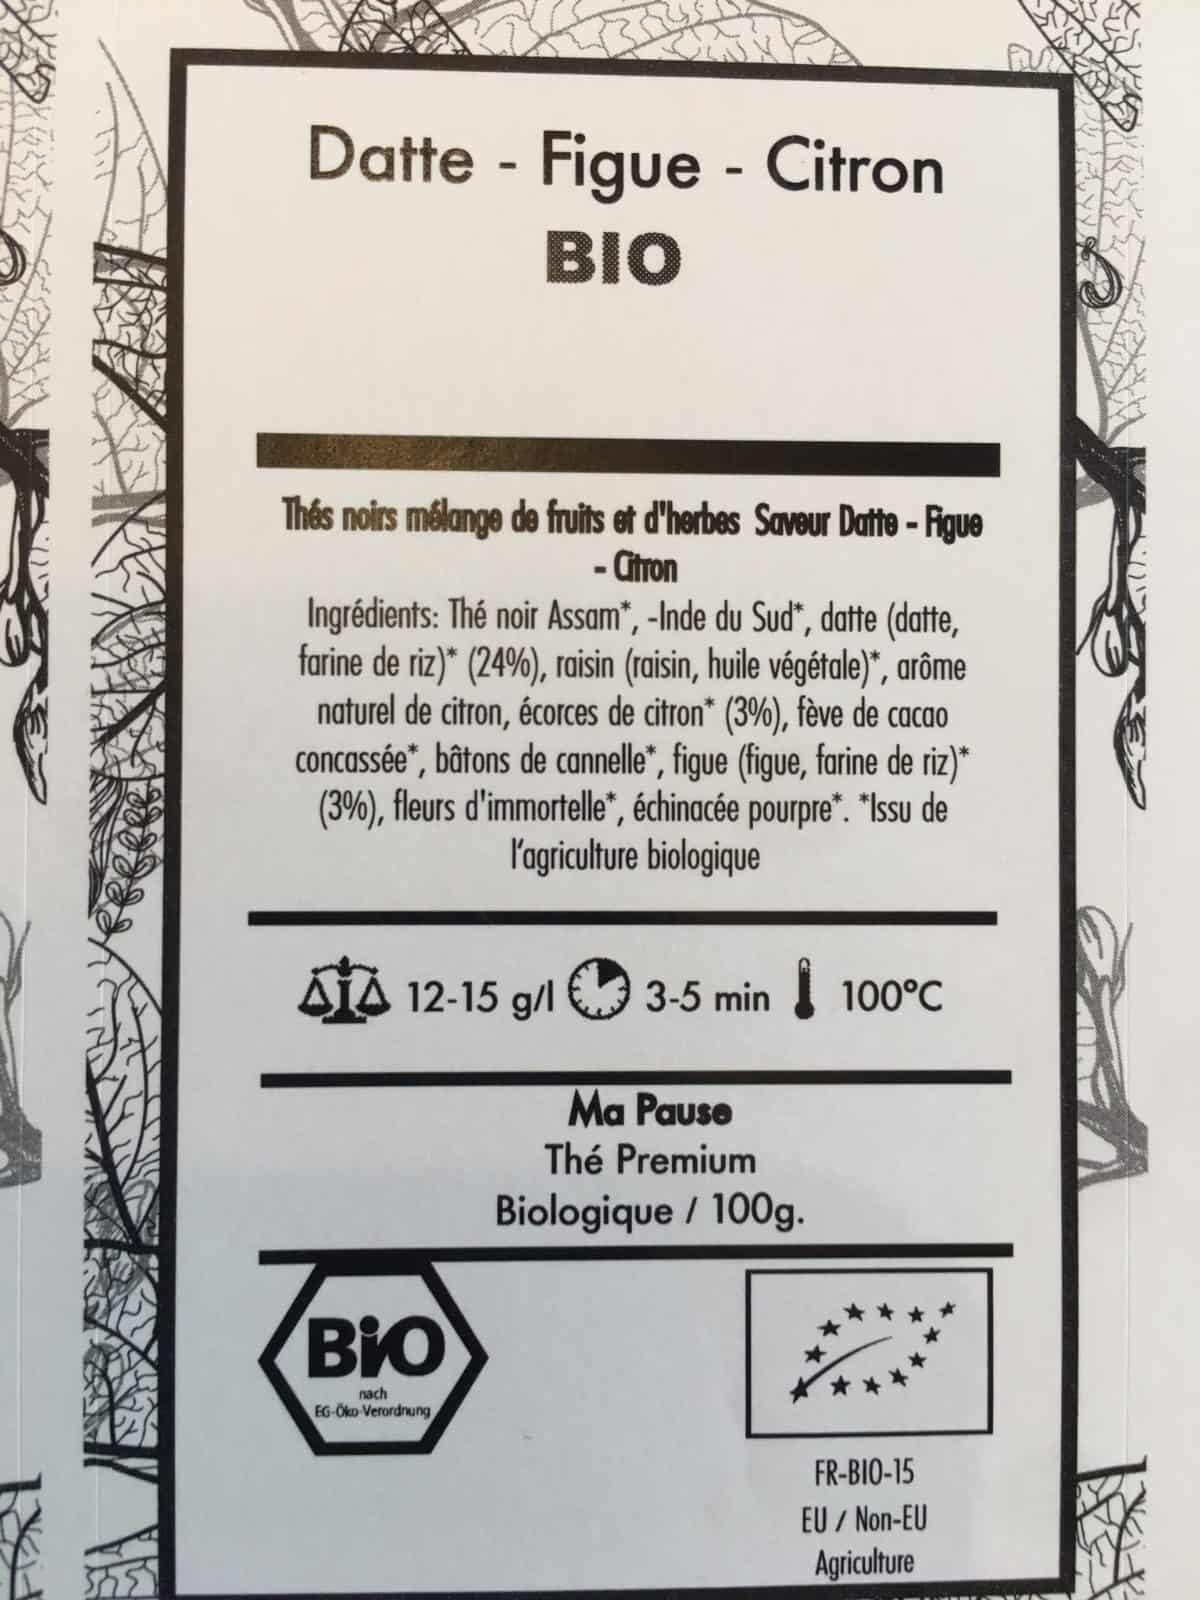 Datte - Figue - Citron
BIO
Thés noirs mélange de fruits et d'herbes Saveur Datte - Figue
- Citron
Ingrédients: Thé noir Assam*, -Inde du Sud*, datte (datte,
farine de riz)* (24%), raisin (raisin, huile végétale)*, arôme
naturel de citron, écorces de citron* (3%), fève de cacao
concassée*, bâtons de cannelle*, figue (figue, farine de riz)*
(3%), fleurs d'immortelle*, échinacée pourpre*. *Issu de
l'agriculture biologique
12-15 g/l 3-5 min 100°C
Ma Pause
Thé Premium
Biologique / 100g.
BiO
nach
EG-Öko-Verordnung
FR-BIO-15
EU / Non-EU
Agriculture